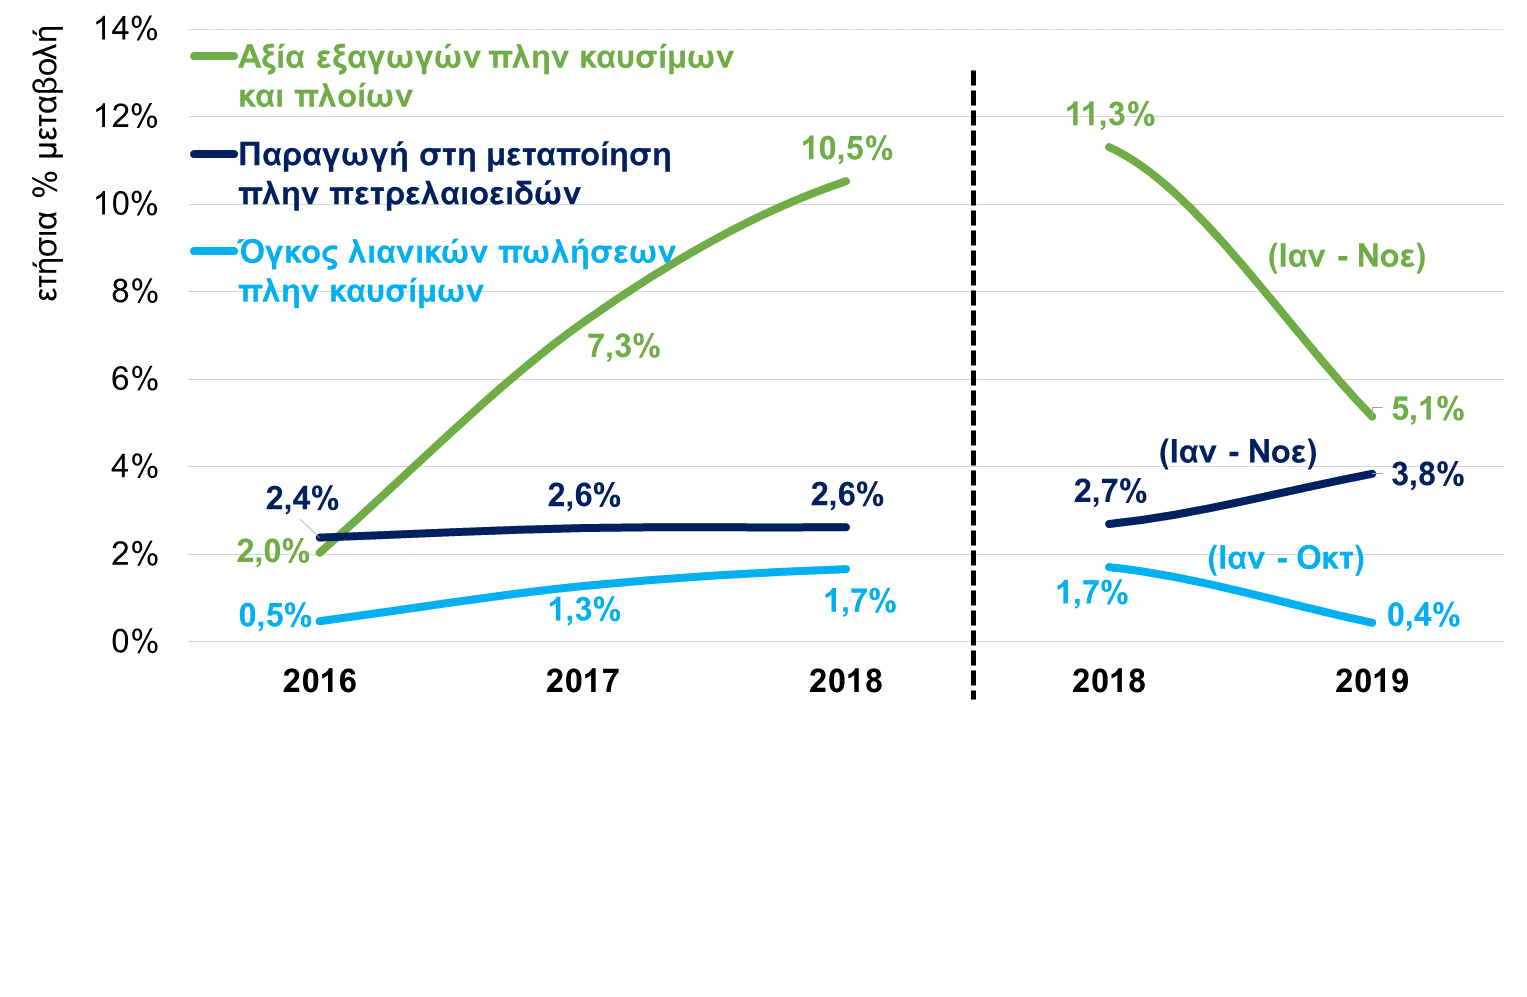 ετήσια % μεταβολή
14%
12%
10%
8%
6%
4%
2%
0%
Αξία εξαγωγών πλην καυσίμων
και πλοίων
Παραγωγή στη μεταποίηση
πλην πετρελαιοειδών
Όγκος λιανικών πωλήσεων
πλην καυσίμων
10,5%
7,3%
2,0%
2,4%
2,6%
2,6%
0,5%
1,3%
1,7%
11,3%
(Ιαν - Νοε)
5,1%
(Ιαν - Νοε)
2,7%
3,8%
(Ιαν - Οκτ)
1,7%
0,4%
2016
2017
2018
2018
2019